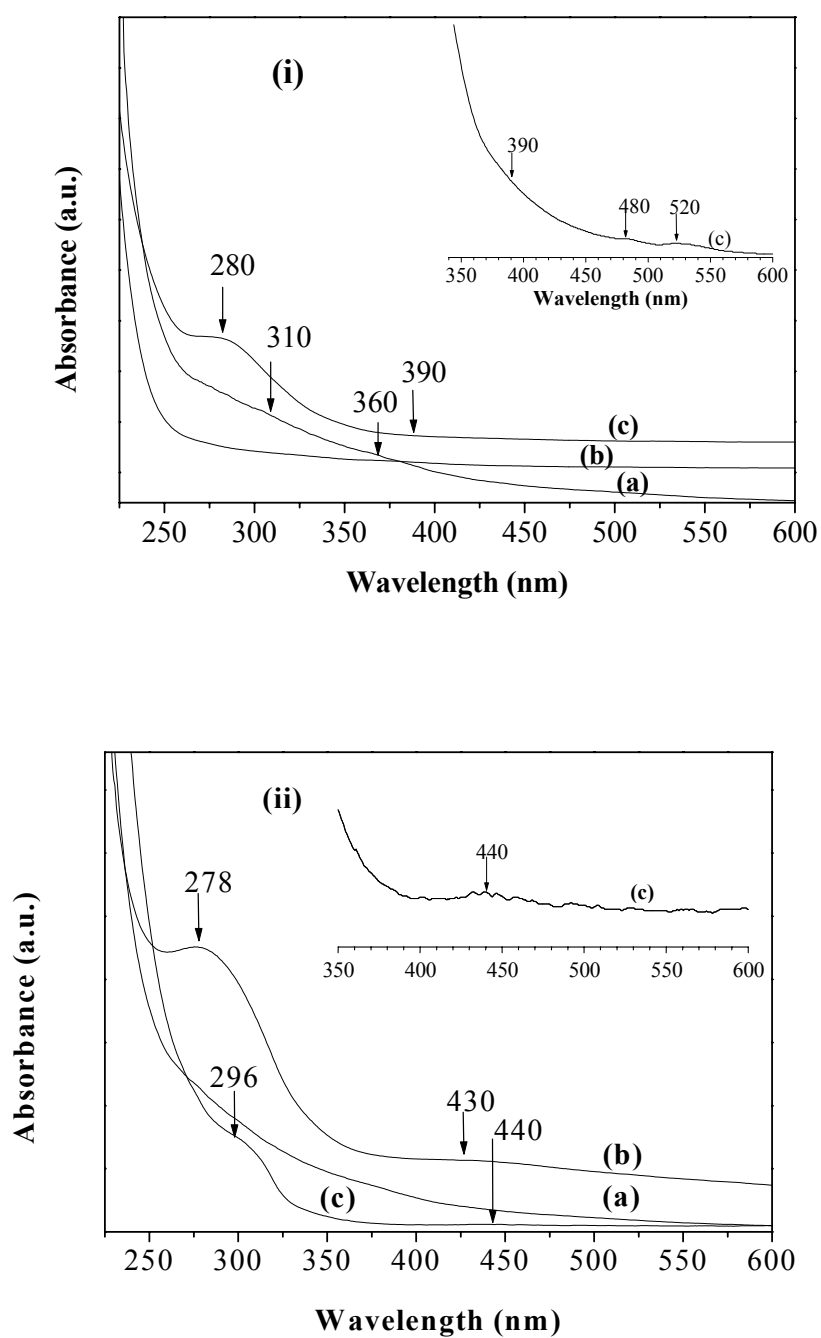 (i)
Absorbance (a.u.)
390
480
520
(c)
350 400 450 500 550 600
Wavelength (nm)
280
310
360
390
(c)
(b)
(a)
250 300 350 400 450 500 550 600
Wavelength (nm)
(ii)
Absorbance (a.u.)
440
(c)
350 400 450 500 550 600
278
296
430
440
(b)
(a)
(c)
250 300 350 400 450 500 550 600
Wavelength (nm)